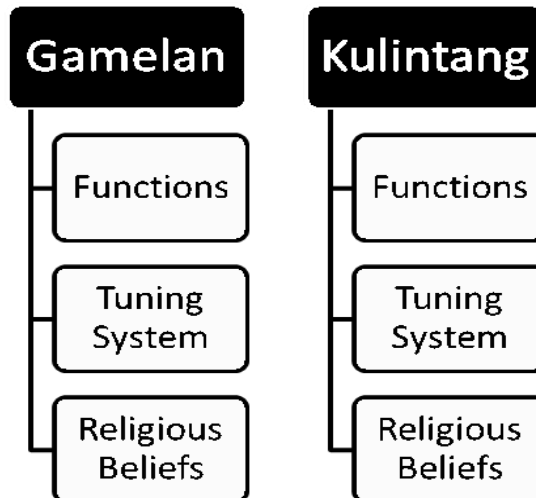 Gamelan
Functions
Tuning
System
Religious
Beliefs
Kulintang
Functions
Tuning
System
Religious
Beliefs